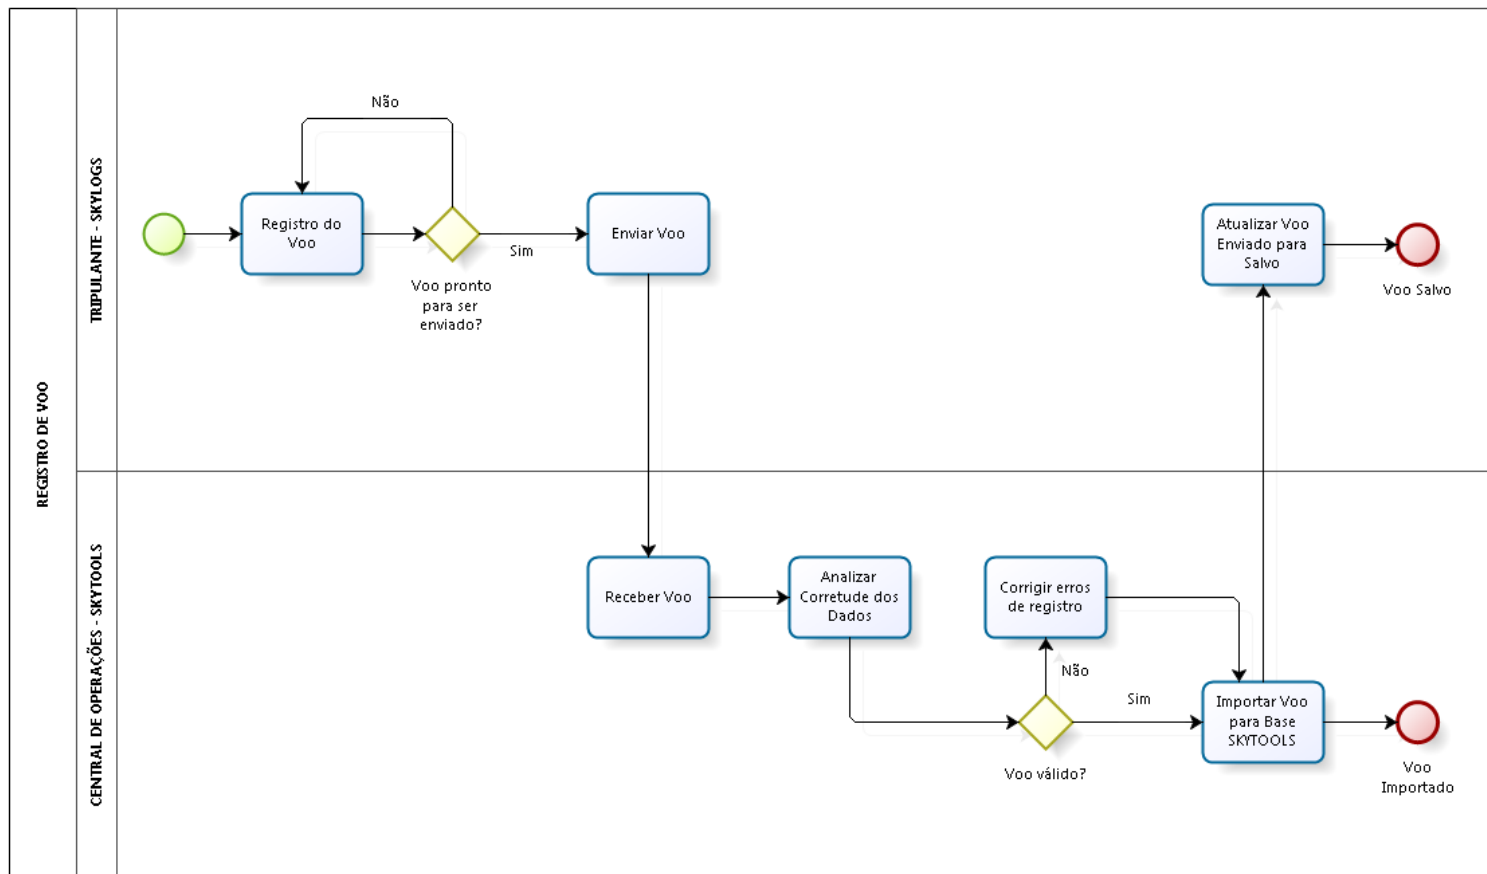 REGISTRO DE VOO
TRIPULANTE - SKYLOGS
Não
Registro do
Voo
Voo pronto
para ser
enviado?
Sim
Enviar Voo
Atualizar Voo
Enviado para
Salvo
Voo Salvo
CENTRAL DE OPERAÇÕES - SKYTOOLS
Receber Voo
Analizar
Corretude dos
Dados
Corrigir erros
de registro
Não
Voo válido?
Sim
Importar Voo
para Base
SKYTOOLS
Voo
Importado